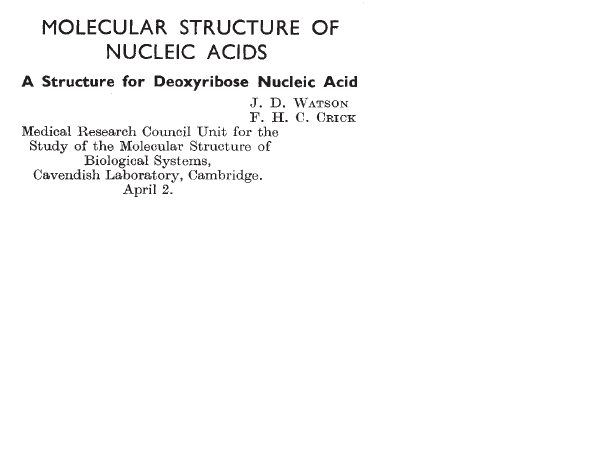 MOLECULAR STRUCTURE OF
NUCLEIC ACIDS
A Structure for Deoxyribose Nucleic Acid
J. D. WATSON
F. H. C. CRICK
Medical Research Council Unit for the
Study of the Molecular Structure of
Biological Systems,
Cavendish Laboratory, Cambridge.
April 2.